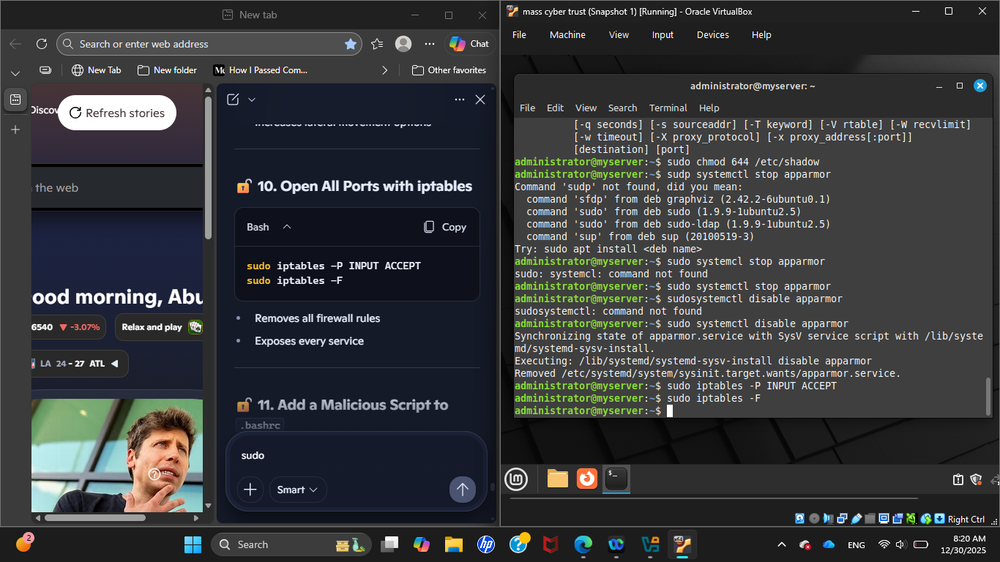 New tab
Search or enter web address
Chat
New Tab
New folder
How I Passed Com...
Other favorites
Discov
Refresh stories
the web
ood morning, Abu
6540 ▼ -3.07%
Relax and play
LA 24 - 27 ATL
10. Open All Ports with iptables
Bash
Copy
sudo iptables -P INPUT ACCEPT
sudo iptables -F
• Removes all firewall rules
• Exposes every service
11. Add a Malicious Script to
.bashrc
sudo
Smart
mass cyber trust (Snapshot 1) [Running] - Oracle VirtualBox
File Machine View Input Devices Help
administrator@myserver: ~
File Edit View Search Terminal Help
[-q seconds] [-s sourceaddr] [-T keyword] [-V rtable] [-W recvlimit]
[-w timeout] [-X proxy_protocol] [-x proxy_address[:port]]
[destination] [port]
administrator@myserver:~$ sudo chmod 644 /etc/shadow
administrator@myserver:~$ sudp systemctl stop apparmor
Command 'sudp' not found, did you mean:
command 'sfdp' from deb graphviz (2.42.2-6ubuntu0.1)
command 'sudo' from deb sudo (1.9.9-1ubuntu2.5)
command 'sudo' from deb sudo-ldap (1.9.9-1ubuntu2.5)
command 'sup' from deb sup (20100519-3)
Try: sudo apt install <deb name>
administrator@myserver:~$ sudo systemcl stop apparmor
sudo: systemcl: command not found
administrator@myserver:~$ sudo systemctl stop apparmor
administrator@myserver:~$ sudosystemctl disable apparmor
sudosystemctl: command not found
administrator@myserver:~$ sudo systemctl disable apparmor
Synchronizing state of apparmor.service with SysV service script with /lib/syste
md/systemd-sysv-install.
Executing: /lib/systemd/systemd-sysv-install disable apparmor
Removed /etc/systemd/system/sysinit.target.wants/apparmor.service.
administrator@myserver:~$ sudo iptables -P INPUT ACCEPT
administrator@myserver:~$ sudo iptables -F
administrator@myserver:~$
Right Ctrl
2
Search
ENG
8:20 AM
12/30/2025